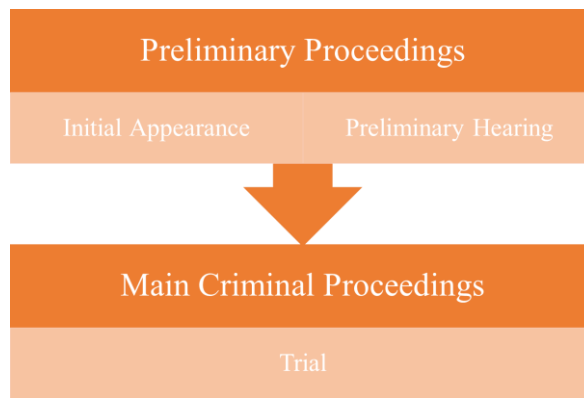 Preliminary Proceedings
Initial Appearance
Preliminary Hearing
Main Criminal Proceedings
Trial